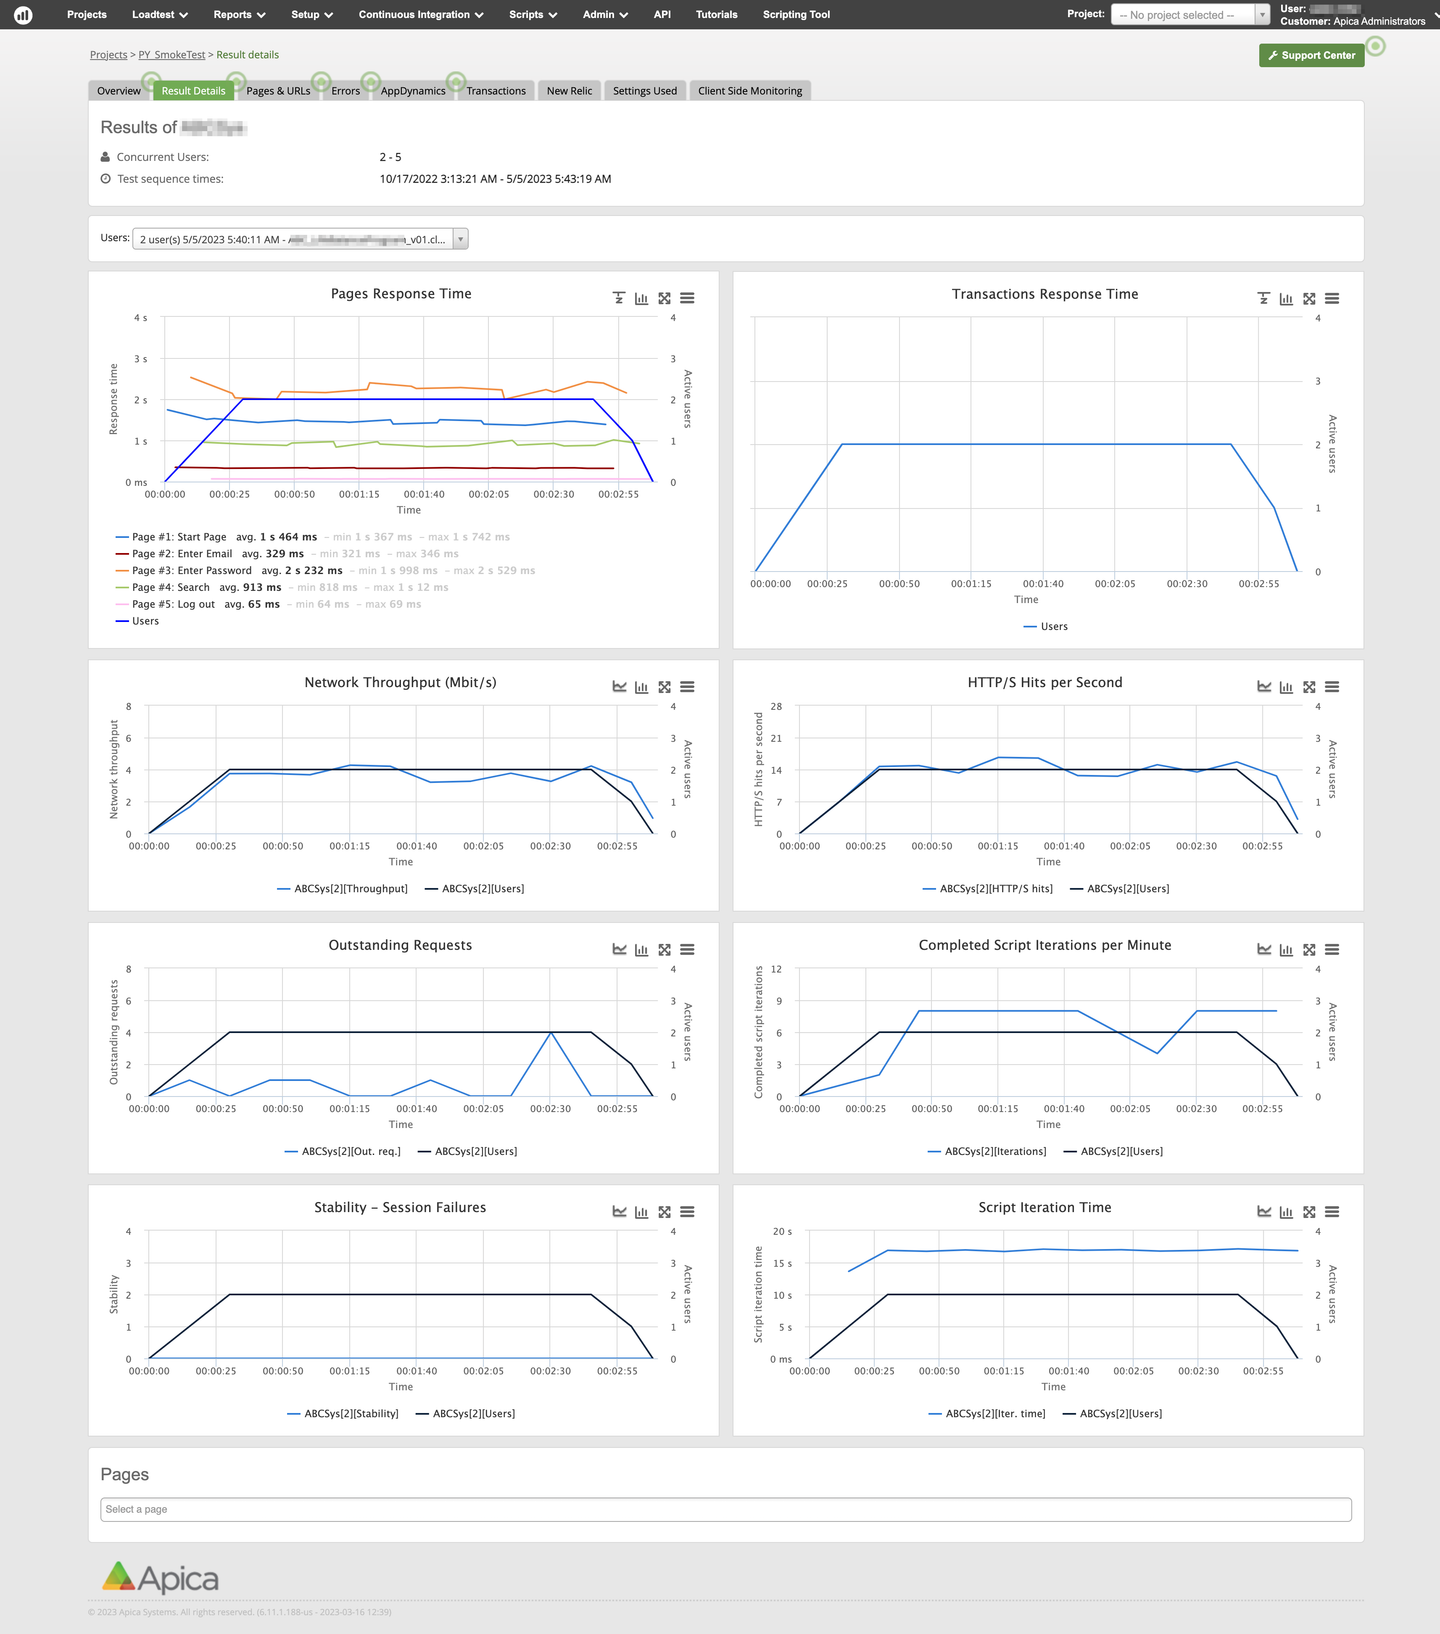 Projects Loadtest Reports Setup Continuous Integration Scripts Admin API Tutorials Scripting Tool Project: -- No project selected -- User:
Customer: Apica Administrators
Projects > PY_SmokeTest > Result details Support Center
Overview Result Details Pages & URLs Errors AppDynamics Transactions New Relic Settings Used Client Side Monitoring
Results of
Concurrent Users: 2 - 5
Test sequence times: 10/17/2022 3:13:21 AM - 5/5/2023 5:43:19 AM
Users: 2 user(s) 5/5/2023 5:40:11 AM - _v01.cl...
Pages Response Time
4 s 4
3 s 3
2 s 2
1 s 1
0 ms 0
Response time
Active users
00:00:00 00:00:25 00:00:50 00:01:15 00:01:40 00:02:05 00:02:30 00:02:55
Time
Page #1: Start Page avg. 1 s 464 ms – min 1 s 367 ms – max 1 s 742 ms
Page #2: Enter Email avg. 329 ms – min 321 ms – max 346 ms
Page #3: Enter Password avg. 2 s 232 ms – min 1 s 998 ms – max 2 s 529 ms
Page #4: Search avg. 913 ms – min 818 ms – max 1 s 12 ms
Page #5: Log out avg. 65 ms – min 64 ms – max 69 ms
Users
Transactions Response Time
4
3
2
1
0
Active users
00:00:00 00:00:25 00:00:50 00:01:15 00:01:40 00:02:05 00:02:30 00:02:55
Time
Users
Network Throughput (Mbit/s)
8 4
6 3
4 2
2 1
0 0
Network throughput
Active users
00:00:00 00:00:25 00:00:50 00:01:15 00:01:40 00:02:05 00:02:30 00:02:55
Time
ABCSys[2][Throughput] ABCSys[2][Users]
HTTP/S Hits per Second
28 4
21 3
14 2
7 1
0 0
HTTP/S hits per second
Active users
00:00:00 00:00:25 00:00:50 00:01:15 00:01:40 00:02:05 00:02:30 00:02:55
Time
ABCSys[2][HTTP/S hits] ABCSys[2][Users]
Outstanding Requests
8 4
6 3
4 2
2 1
0 0
Outstanding requests
Active users
00:00:00 00:00:25 00:00:50 00:01:15 00:01:40 00:02:05 00:02:30 00:02:55
Time
ABCSys[2][Out. req.] ABCSys[2][Users]
Completed Script Iterations per Minute
12 4
9 3
6 2
3 1
0 0
Completed script iterations
Active users
00:00:00 00:00:25 00:00:50 00:01:15 00:01:40 00:02:05 00:02:30 00:02:55
Time
ABCSys[2][Iterations] ABCSys[2][Users]
Stability – Session Failures
4 4
3 3
2 2
1 1
0 0
Stability
Active users
00:00:00 00:00:25 00:00:50 00:01:15 00:01:40 00:02:05 00:02:30 00:02:55
Time
ABCSys[2][Stability] ABCSys[2][Users]
Script Iteration Time
20 s 4
15 s 3
10 s 2
5 s 1
0 ms 0
Script iteration time
Active users
00:00:00 00:00:25 00:00:50 00:01:15 00:01:40 00:02:05 00:02:30 00:02:55
Time
ABCSys[2][Iter. time] ABCSys[2][Users]
Pages
Select a page
Apica
© 2023 Apica Systems. All rights reserved. (6.11.1.188-us - 2023-03-16 12:39)